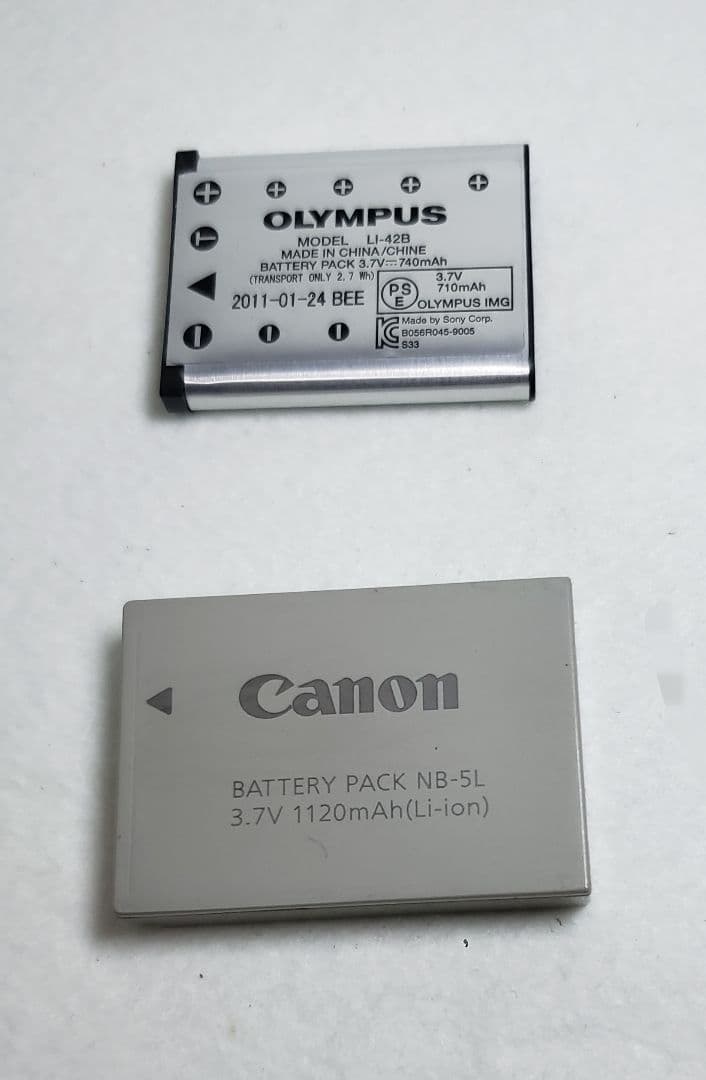 OLYMPUS
MODEL LI-42B
MADE IN CHINA/CHINE
BATTERY PACK 3.7V⎓740mAh
(TRANSPORT ONLY 2.7 Wh)
2011-01-24 BEE
PS
E
3.7V
710mAh
OLYMPUS IMG
Made by Sony Corp.
B056R045-9005
S33
Canon
BATTERY PACK NB-5L
3.7V 1120mAh(Li-ion)